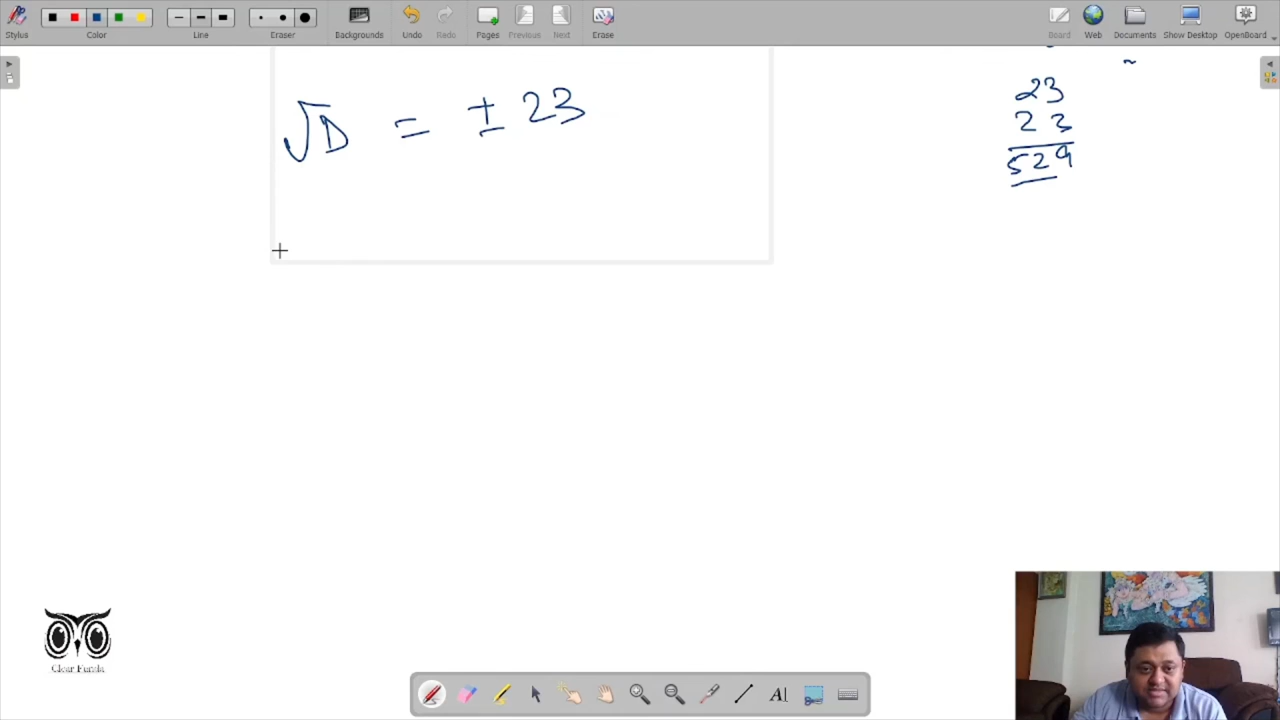 Stylus
Color
Line
Eraser
Backgrounds
Undo
Redo
Pages
Previous
Next
Erase
Board
Web
Documents
Show Desktop
OpenBoard
√D = ± 23
23
23
529
Clear Funda
AI